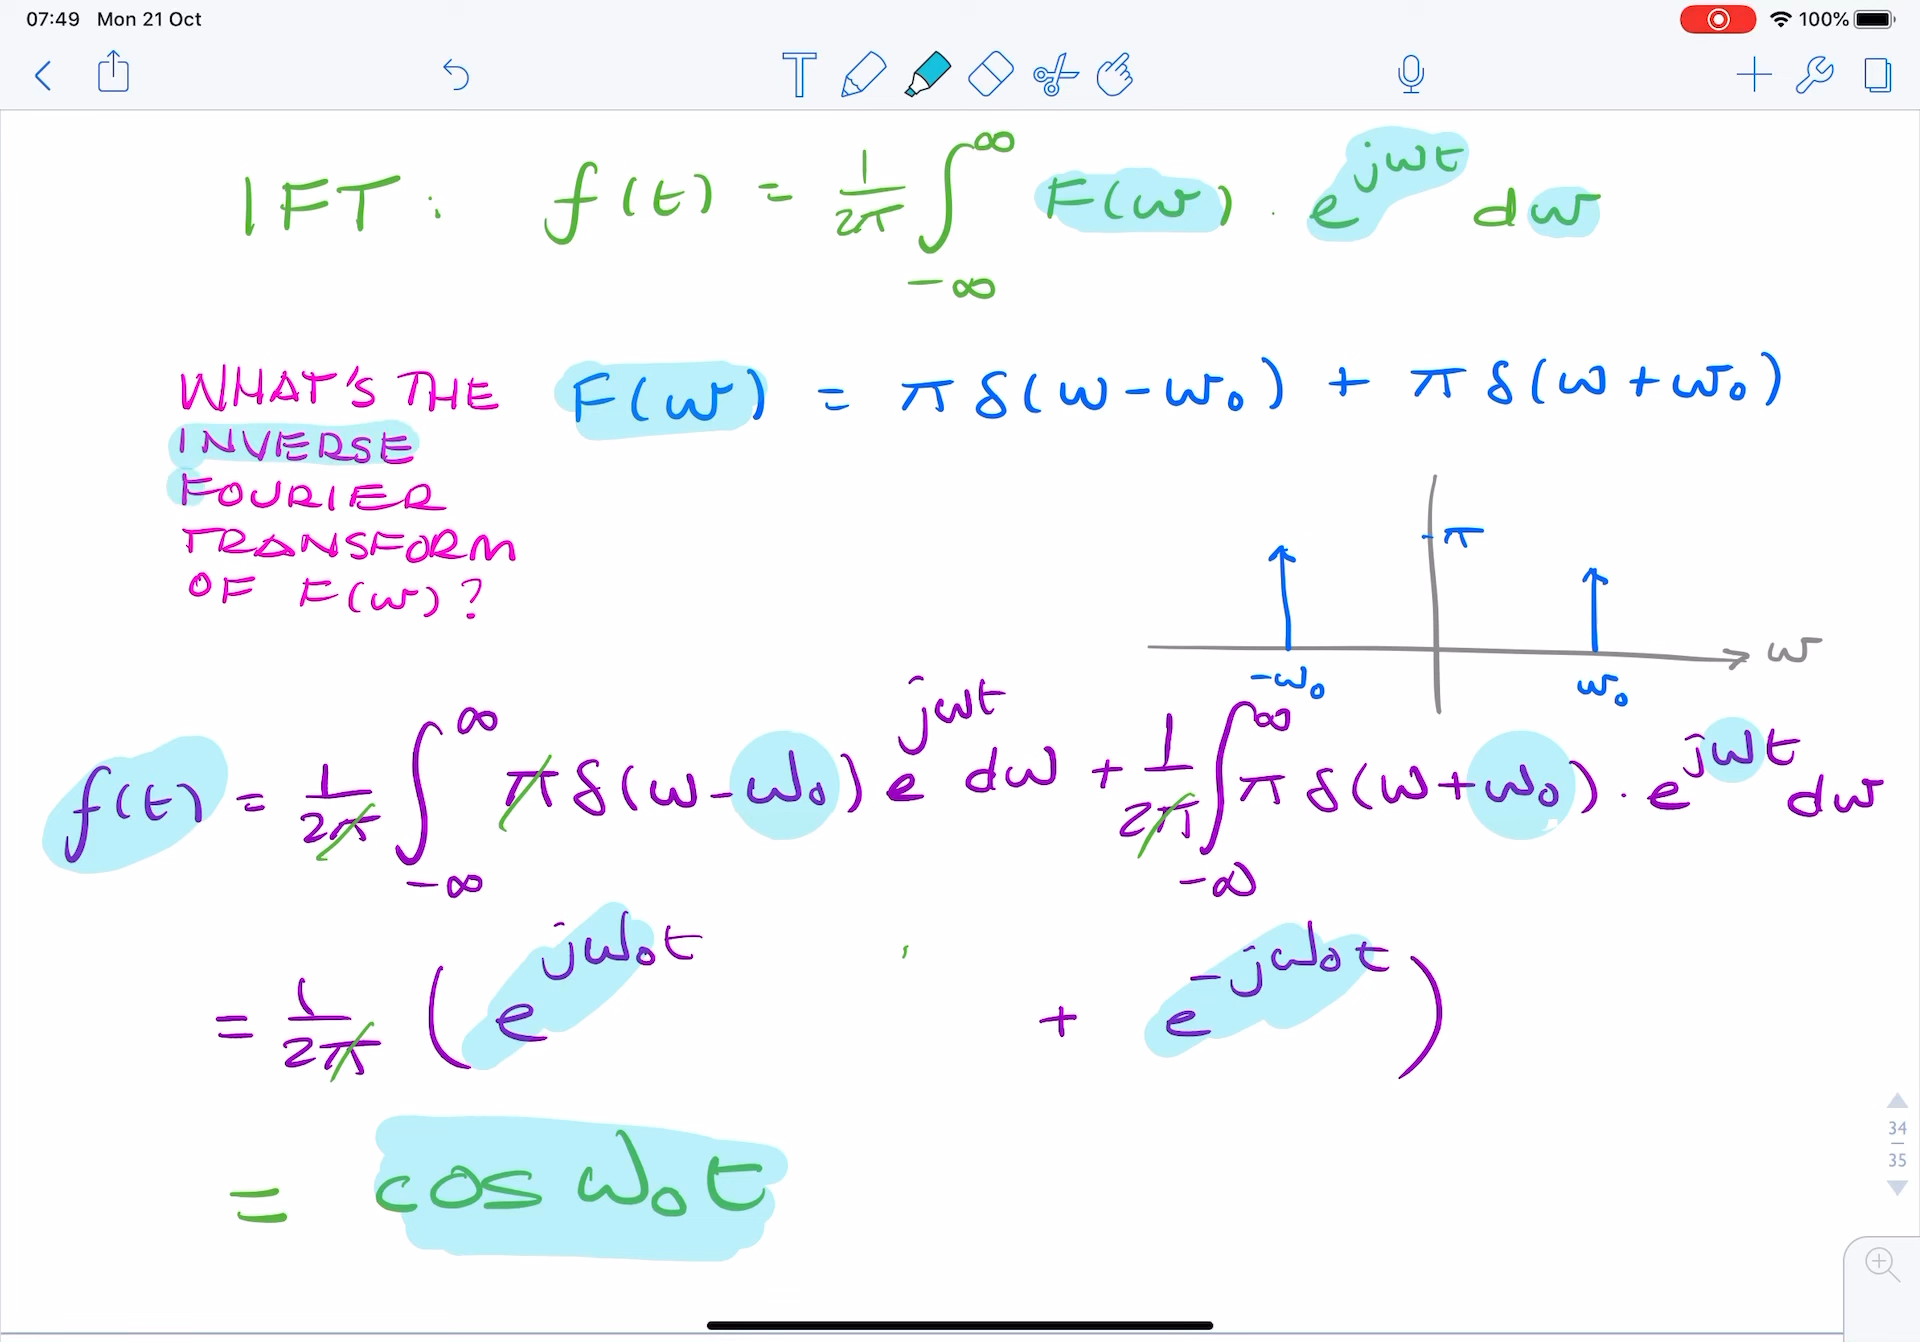 07:49 Mon 21 Oct 100%
T
IFT: f(t) = 1/2π ∫_{-∞}^{∞} F(ω) · e^{jωt} dω
WHAT'S THE
INVERSE
FOURIER
TRANSFORM
OF F(ω)?
F(ω) = π δ(ω-ω₀) + π δ(ω+ω₀)
π
-ω₀ ω₀ ω
f(t) = 1/2π ∫_{-∞}^{∞} π δ(ω-ω₀) e^{jωt} dω + 1/2π ∫_{-∞}^{∞} π δ(ω+ω₀) · e^{jωt} dω
= 1/2π ( e^{jω₀t} + e^{-jω₀t} )
= cos ω₀t
34
35